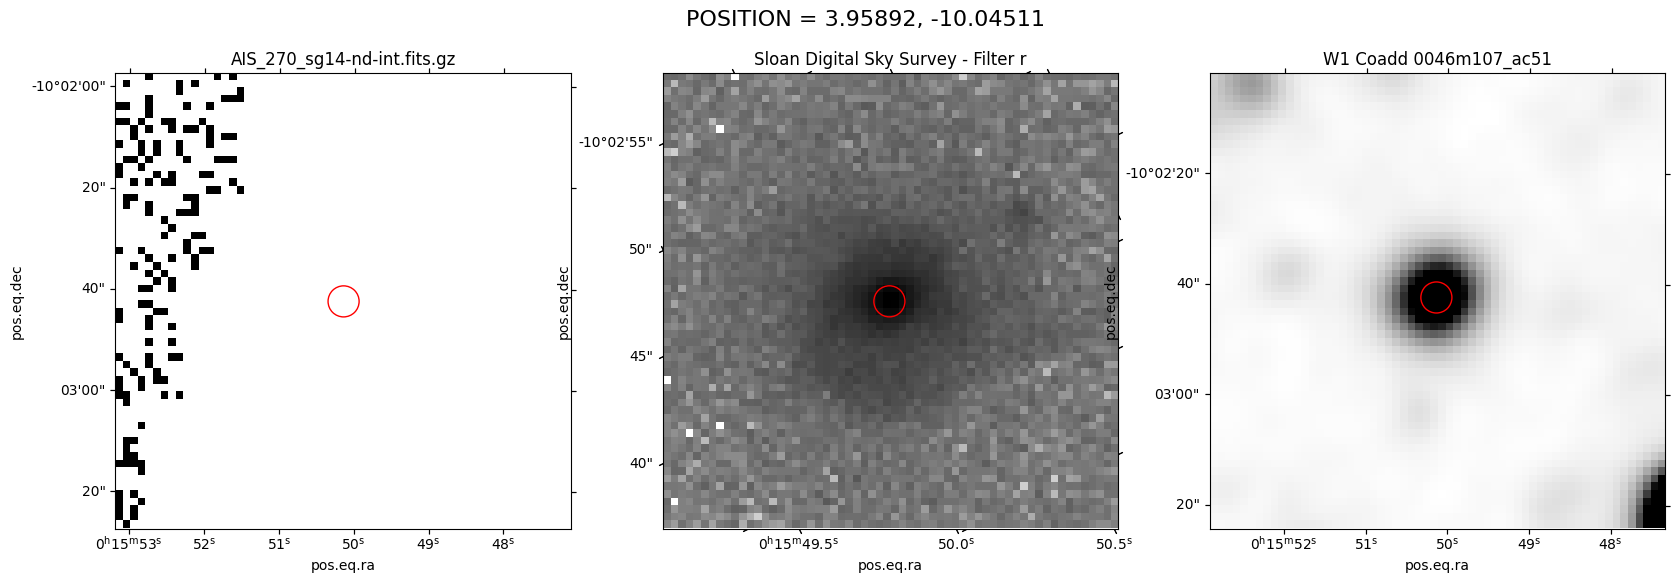 POSITION = 3.95892, -10.04511
AIS_270_sg14-nd-int.fits.gz
-10°02'00"
20"
40"
03'00"
20"
pos.eq.dec
0ʰ15ᵐ53ˢ 52ˢ 51ˢ 50ˢ 49ˢ 48ˢ
pos.eq.ra
Sloan Digital Sky Survey - Filter r
-10°02'55"
50"
45"
40"
pos.eq.dec
0ʰ15ᵐ49.5ˢ 50.0ˢ 50.5ˢ
pos.eq.ra
W1 Coadd 0046m107_ac51
-10°02'20"
40"
03'00"
20"
pos.eq.dec
0ʰ15ᵐ52ˢ 51ˢ 50ˢ 49ˢ 48ˢ
pos.eq.ra